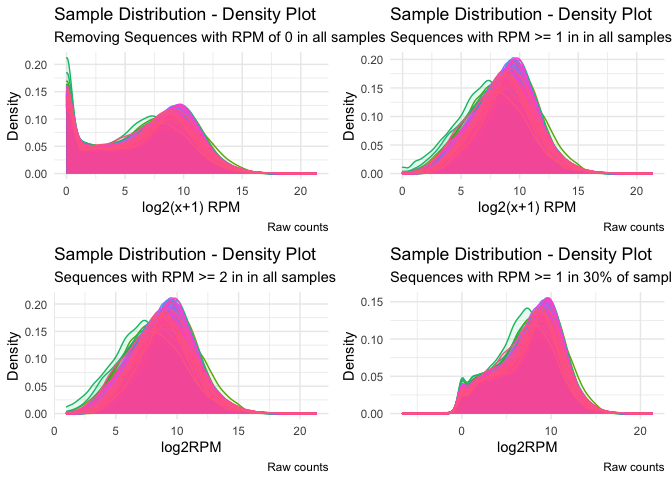 Sample Distribution - Density Plot
Removing Sequences with RPM of 0 in all samples
0.20
0.15
0.10
0.05
0.00
Density
0
5
10
15
20
log2(x+1) RPM
Raw counts
Sample Distribution - Density Plot
Sequences with RPM >= 1 in in all samples
0.20
0.15
0.10
0.05
0.00
Density
0
5
10
15
20
log2(x+1) RPM
Raw counts
Sample Distribution - Density Plot
Sequences with RPM >= 2 in in all samples
0.20
0.15
0.10
0.05
0.00
Density
0
5
10
15
20
log2RPM
Raw counts
Sample Distribution - Density Plot
Sequences with RPM >= 1 in 30% of sampl
0.15
0.10
0.05
0.00
Density
0
10
20
log2RPM
Raw counts